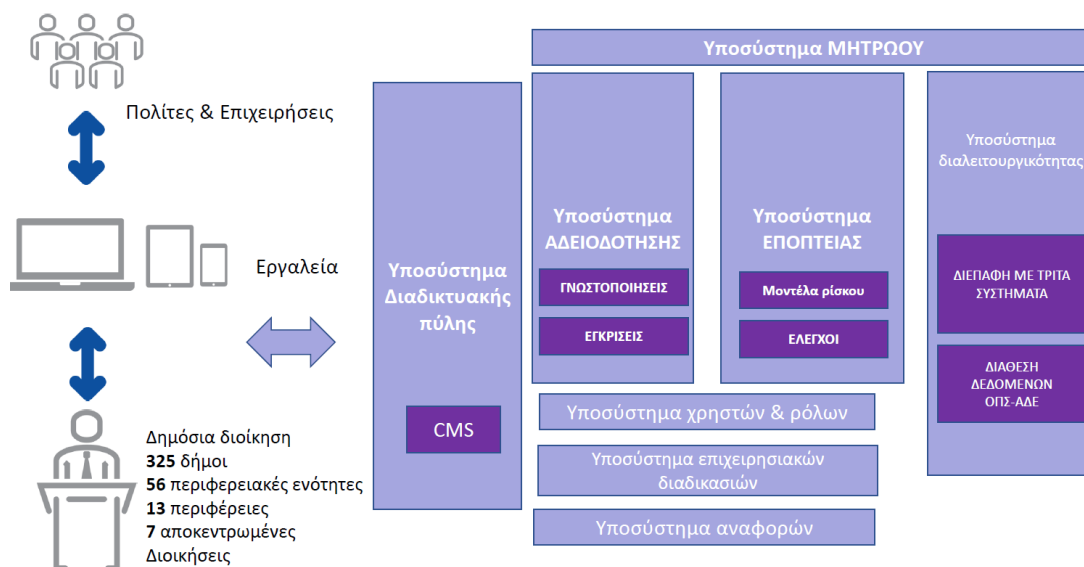 Πολίτες & Επιχειρήσεις
Εργαλεία
Δημόσια διοίκηση
325 δήμοι
56 περιφερειακές ενότητες
13 περιφέρειες
7 αποκεντρωμένες
Διοικήσεις
Υποσύστημα
Διαδικτυακής
πύλης
CMS
Υποσύστημα ΜΗΤΡΩΟΥ
Υποσύστημα
ΑΔΕΙΟΔΟΤΗΣΗΣ
ΓΝΩΣΤΟΠΟΙΗΣΕΙΣ
ΕΓΚΡΙΣΕΙΣ
Υποσύστημα
ΕΠΟΠΤΕΙΑΣ
Μοντέλα ρίσκου
ΕΛΕΓΧΟΙ
Υποσύστημα
διαλειτουργικότητας
ΔΙΕΠΑΦΗ ΜΕ ΤΡΙΤΑ
ΣΥΣΤΗΜΑΤΑ
ΔΙΑΘΕΣΗ
ΔΕΔΟΜΕΝΩΝ
ΟΠΣ-ΑΔΕ
Υποσύστημα χρηστών & ρόλων
Υποσύστημα επιχειρησιακών
διαδικασιών
Υποσύστημα αναφορών